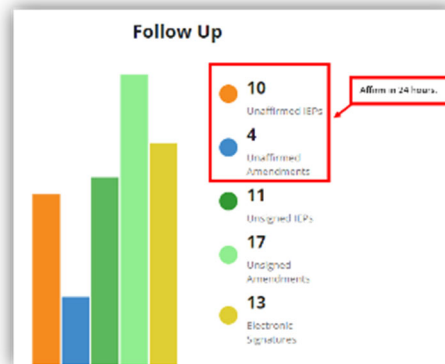 Follow Up
10
Unaffirmed IEPs
Affirm in 24 hours.
4
Unaffirmed
Amendments
11
Unsigned IEPs
17
Unsigned
Amendments
13
Electronic
Signatures